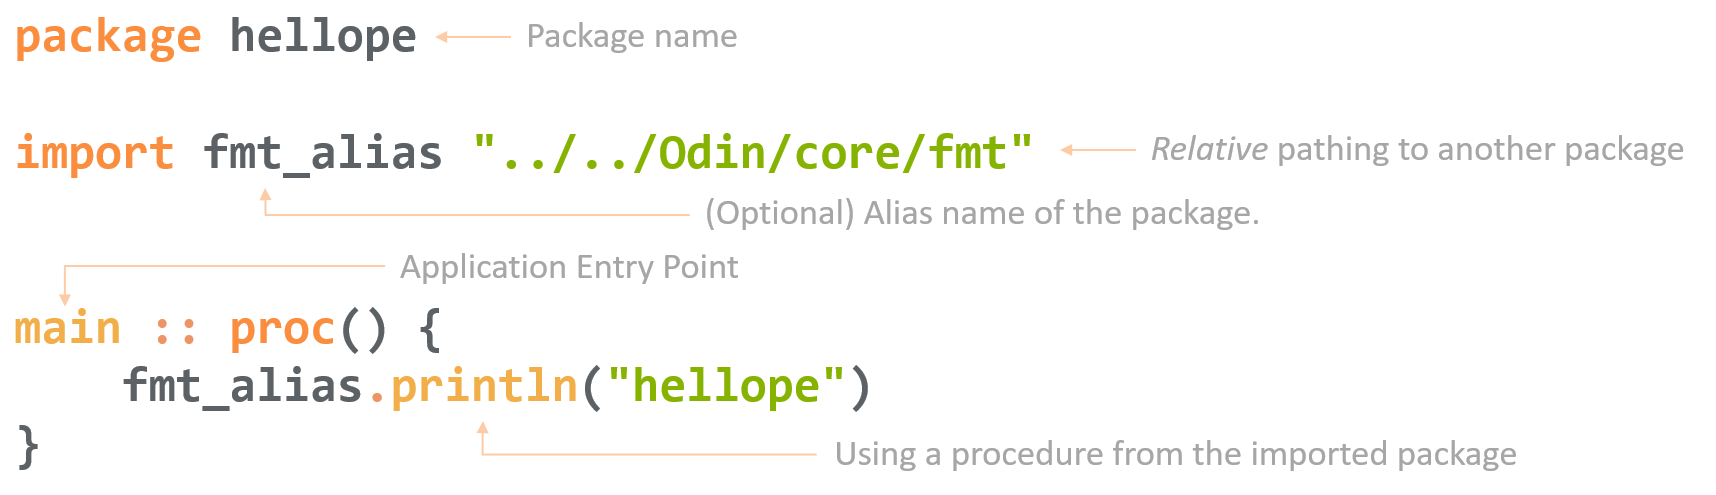 package hellope Package name
import fmt_alias "../../Odin/core/fmt" Relative pathing to another package
(Optional) Alias name of the package.
Application Entry Point
main :: proc() {
fmt_alias.println("hellope")
}
Using a procedure from the imported package